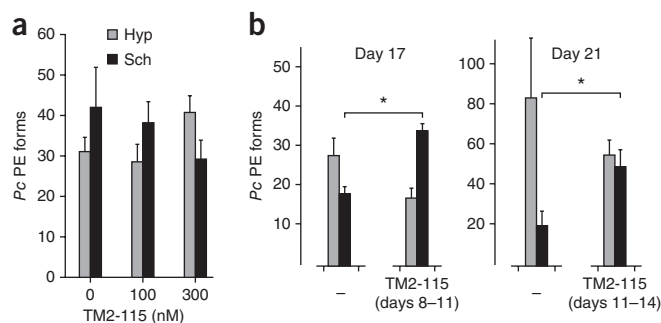 a
Hyp
Sch
Pc PE forms
60
50
40
30
20
10
0
0 100 300
TM2-115 (nM)
b
Day 17
*
Pc PE forms
50
40
30
20
10
–
TM2-115
(days 8–11)
Day 21
*
100
80
60
40
20
–
TM2-115
(days 11–14)